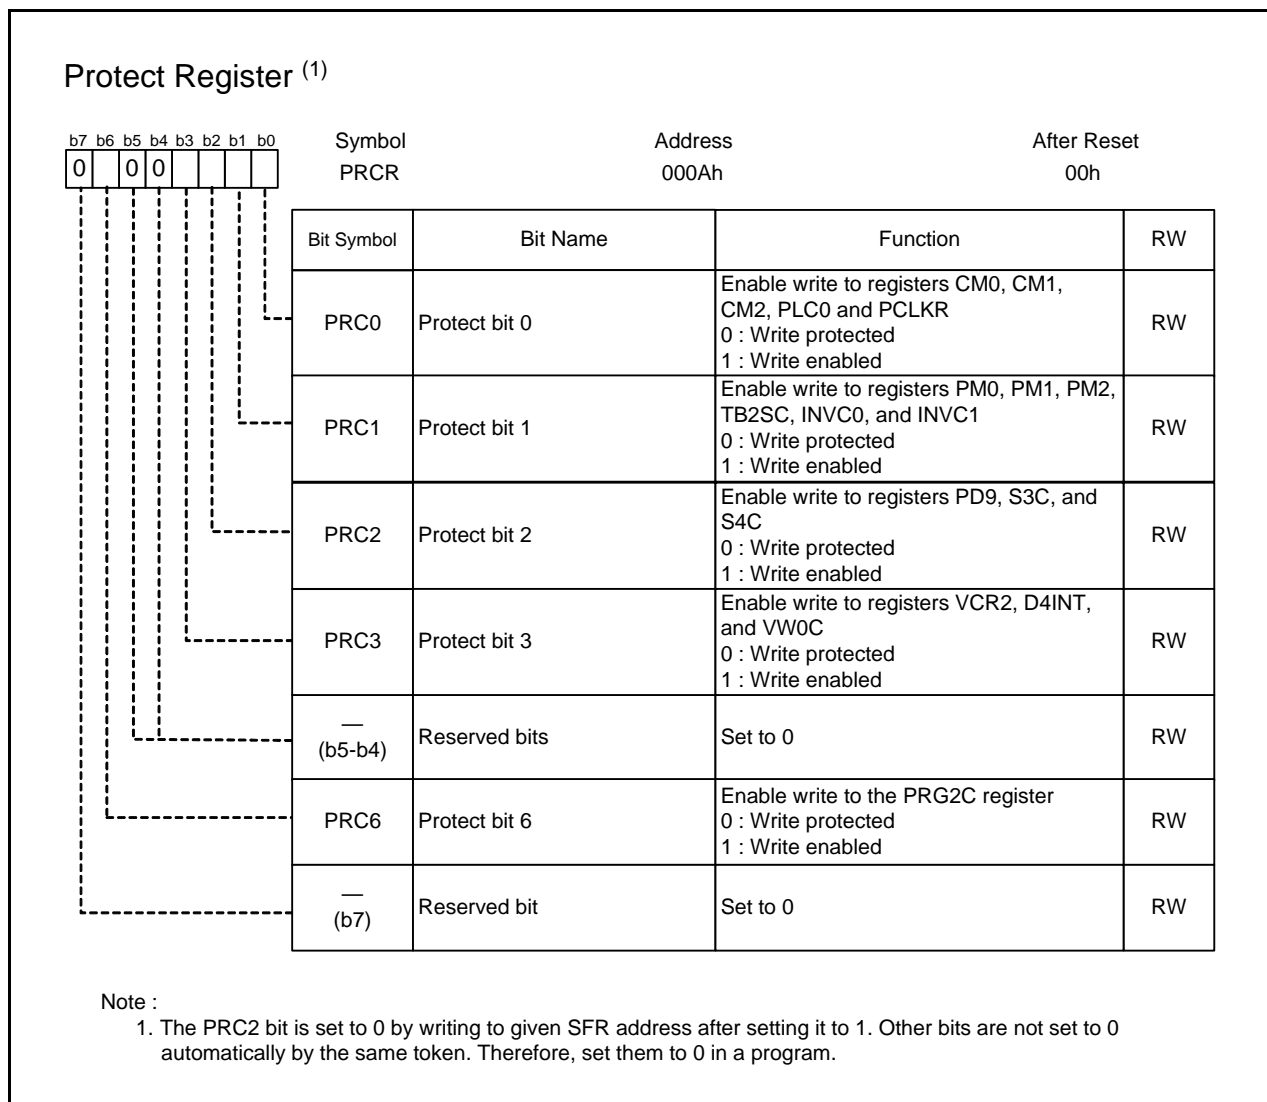 Protect Register (1)
b7 b6 b5 b4 b3 b2 b1 b0
0 0 0
Symbol Address After Reset
PRCR 000Ah 00h
Bit Symbol Bit Name Function RW
PRC0 Protect bit 0 Enable write to registers CM0, CM1,
CM2, PLC0 and PCLKR
0 : Write protected
1 : Write enabled
RW
PRC1 Protect bit 1 Enable write to registers PM0, PM1, PM2,
TB2SC, INVC0, and INVC1
0 : Write protected
1 : Write enabled
RW
PRC2 Protect bit 2 Enable write to registers PD9, S3C, and
S4C
0 : Write protected
1 : Write enabled
RW
PRC3 Protect bit 3 Enable write to registers VCR2, D4INT,
and VW0C
0 : Write protected
1 : Write enabled
RW
—
(b5-b4) Reserved bits Set to 0 RW
PRC6 Protect bit 6 Enable write to the PRG2C register
0 : Write protected
1 : Write enabled
RW
—
(b7) Reserved bit Set to 0 RW
Note :
1. The PRC2 bit is set to 0 by writing to given SFR address after setting it to 1. Other bits are not set to 0
automatically by the same token. Therefore, set them to 0 in a program.